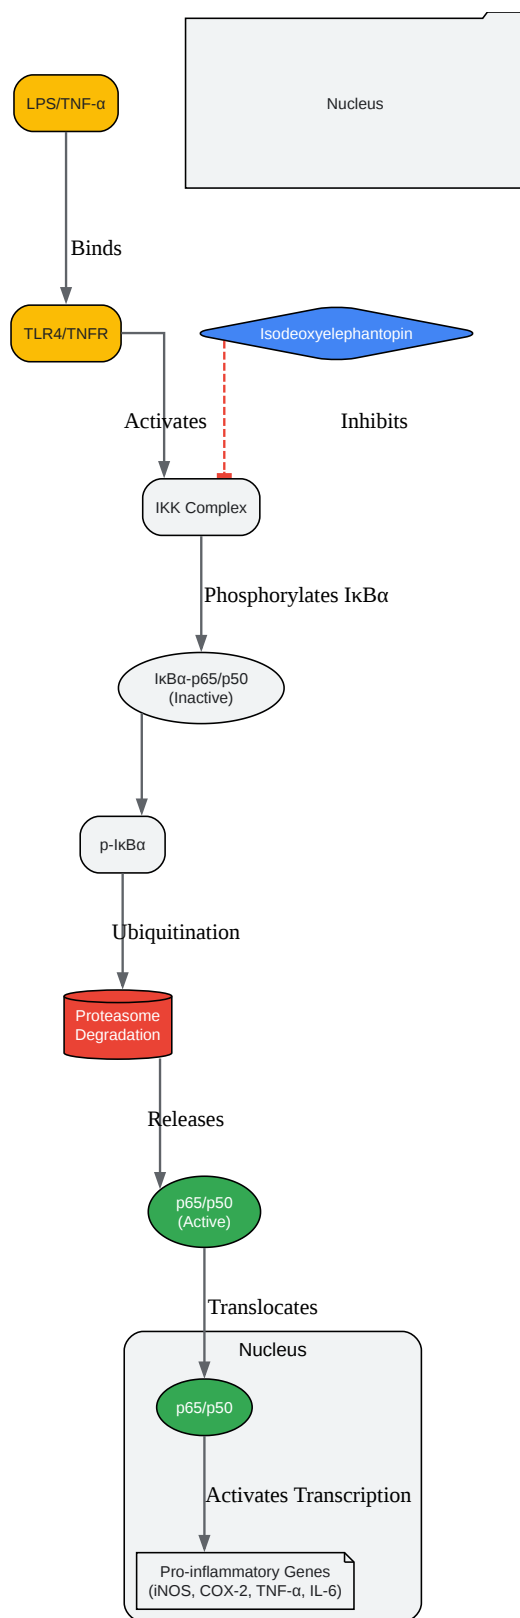 Nucleus
LPS/TNF-α
Binds
TLR4/TNFR
Isodeoxyelephantopin
Activates
Inhibits
IKK Complex
Phosphorylates IκBα
IκBα-p65/p50
(Inactive)
p-IκBα
Ubiquitination
Proteasome
Degradation
Releases
p65/p50
(Active)
Translocates
Nucleus
p65/p50
Activates Transcription
Pro-inflammatory Genes
(iNOS, COX-2, TNF-α, IL-6)